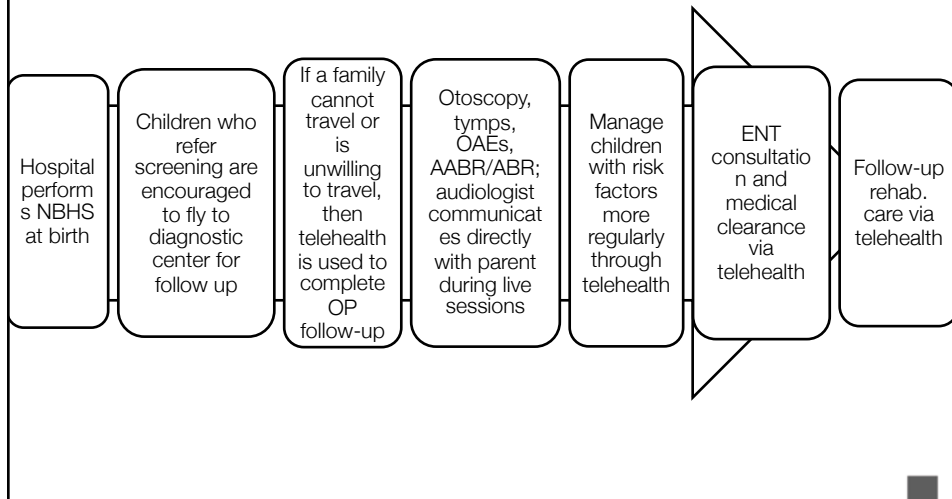 Hospital
perform
s NBHS
at birth
Children who
refer
screening are
encouraged
to fly to
diagnostic
center for
follow up
If a family
cannot
travel or
is
unwilling
to travel,
then
telehealth
is used to
complete
OP
follow-up
Otoscopy,
tymps,
OAEs,
AABR/ABR;
audiologist
communicat
es directly
with parent
during live
sessions
Manage
children
with risk
factors
more
regularly
through
telehealth
ENT
consultatio
n and
medical
clearance
via
telehealth
Follow-up
rehab.
care via
telehealth